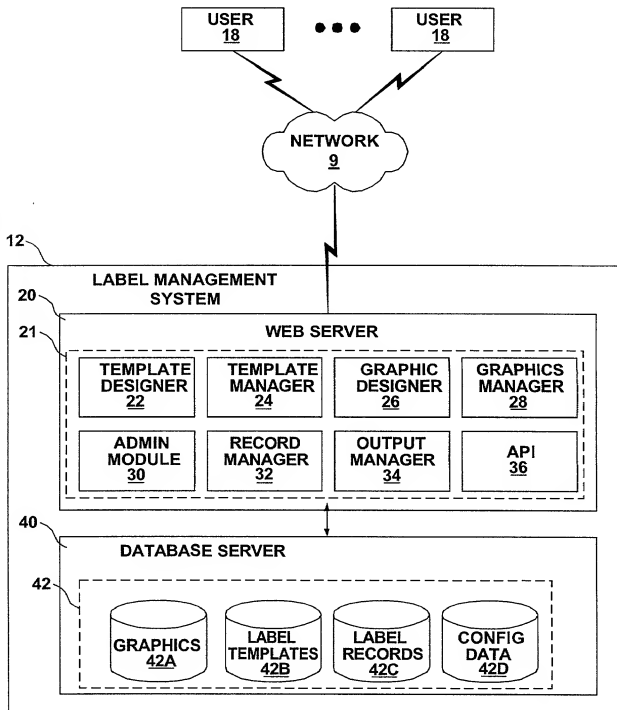 USER
18
USER
18
NETWORK
9
12
LABEL MANAGEMENT
SYSTEM
20
WEB SERVER
21
TEMPLATE
DESIGNER
22
TEMPLATE
MANAGER
24
GRAPHIC
DESIGNER
26
GRAPHICS
MANAGER
28
ADMIN
MODULE
30
RECORD
MANAGER
32
OUTPUT
MANAGER
34
API
36
40
DATABASE SERVER
42
GRAPHICS
42A
LABEL
TEMPLATES
42B
LABEL
RECORDS
42C
CONFIG
DATA
42D